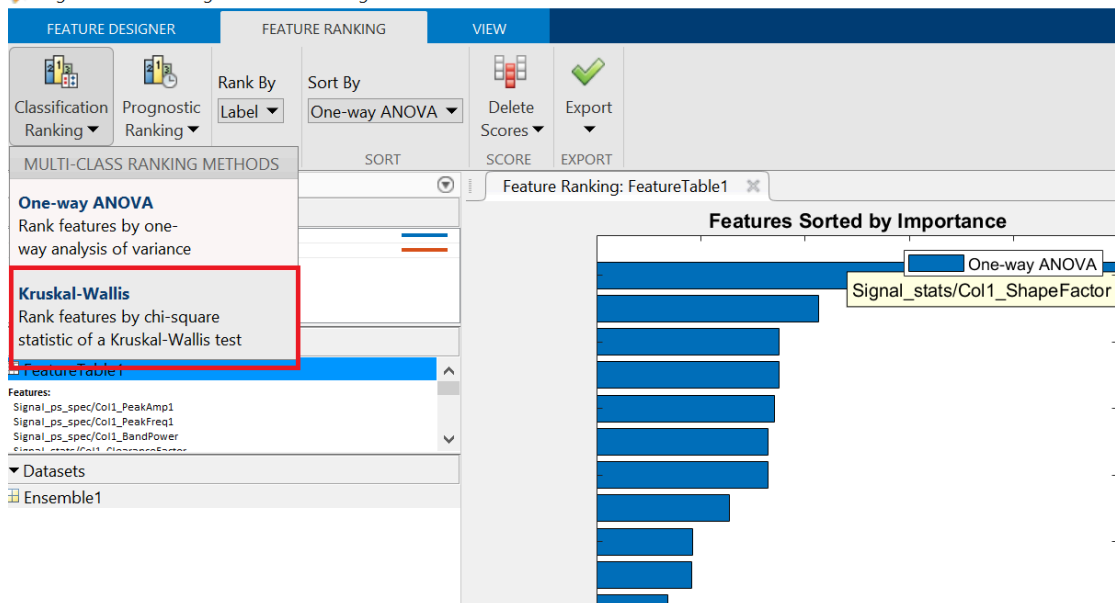 FEATURE DESIGNER
FEATURE RANKING
VIEW
Classification
Ranking
Prognostic
Ranking
Rank By
Label
Sort By
One-way ANOVA
Delete
Scores
Export
SORT
SCORE
EXPORT
MULTI-CLASS RANKING METHODS
One-way ANOVA
Rank features by one-
way analysis of variance
Kruskal-Wallis
Rank features by chi-square
statistic of a Kruskal-Wallis test
FeatureTable1
Features:
Signal_ps_spec/Col1_PeakAmp1
Signal_ps_spec/Col1_PeakFreq1
Signal_ps_spec/Col1_BandPower
Signal_stats/Col1_ClearanceFactor
Datasets
Ensemble1
Feature Ranking: FeatureTable1
Features Sorted by Importance
One-way ANOVA
Signal_stats/Col1_ShapeFactor